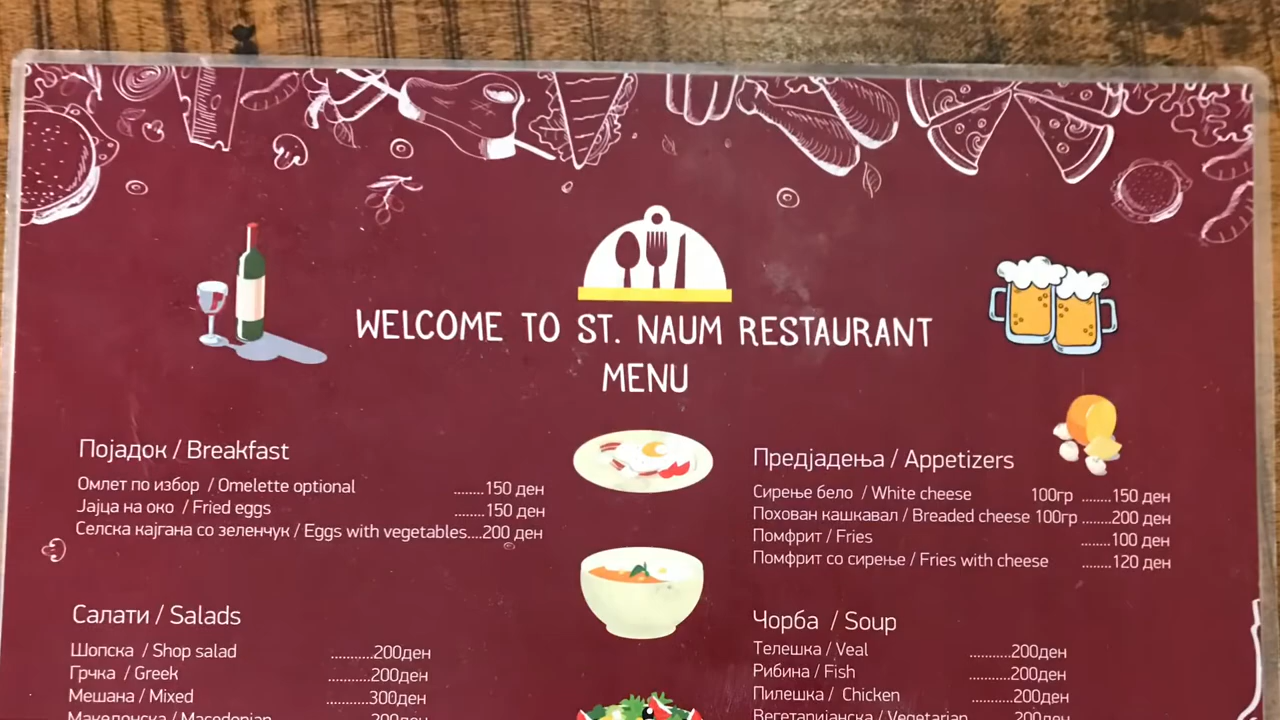 WELCOME TO ST. NAUM RESTAURANT
MENU
Појадок / Breakfast
Омлет по избор / Omelette optional ........150 ден
Јајца на око / Fried eggs ........150 ден
Селска кајгана со зеленчук / Eggs with vegetables....200 ден
Салати / Salads
Шопска / Shop salad ...........200ден
Грчка / Greek ...........200ден
Мешана / Mixed ...........300ден
Македонска / Macedonian ...........200ден
Предјадења / Appetizers
Сирење бело / White cheese 100гр ........150 ден
Похован кашкавал / Breaded cheese 100гр ........200 ден
Помфрит / Fries ........100 ден
Помфрит со сирење / Fries with cheese ........120 ден
Чорба / Soup
Телешка / Veal ...........200ден
Рибина / Fish ...........200ден
Пилешка / Chicken ...........200ден
Вегетаријанска / Vegetarian ...........200ден